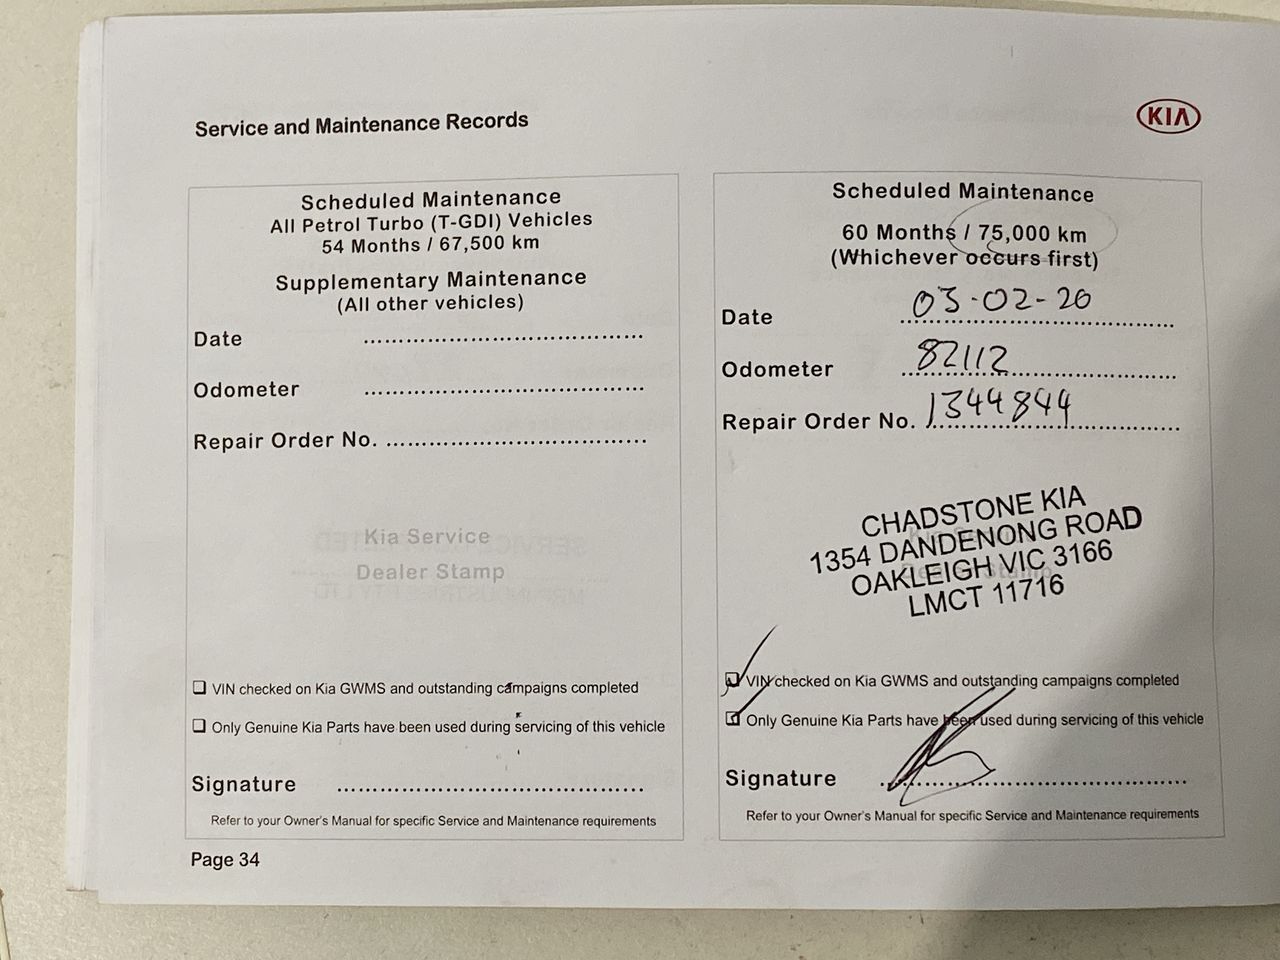 Service and Maintenance Records
KIA
Scheduled Maintenance
All Petrol Turbo (T-GDI) Vehicles
54 Months / 67,500 km
Supplementary Maintenance
(All other vehicles)
Date
Odometer
Repair Order No.
Kia Service
Dealer Stamp
VIN checked on Kia GWMS and outstanding campaigns completed
Only Genuine Kia Parts have been used during servicing of this vehicle
Signature
Refer to your Owner's Manual for specific Service and Maintenance requirements
Page 34
Scheduled Maintenance
60 Months / 75,000 km
(Whichever occurs first)
Date 03-02-20
Odometer 82112
Repair Order No. 1344844
CHADSTONE KIA
1354 DANDENONG ROAD
OAKLEIGH VIC 3166
LMCT 11716
VIN checked on Kia GWMS and outstanding campaigns completed
Only Genuine Kia Parts have been used during servicing of this vehicle
Signature
Refer to your Owner's Manual for specific Service and Maintenance requirements